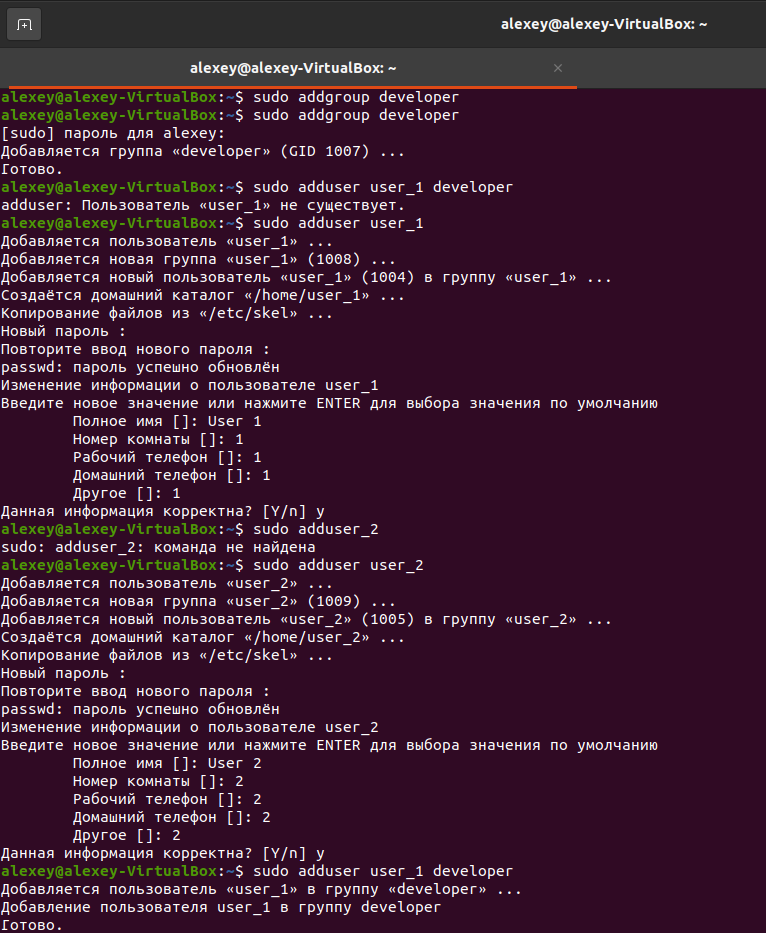 alexey@alexey-VirtualBox: ~
alexey@alexey-VirtualBox: ~ ×
alexey@alexey-VirtualBox:~$ sudo addgroup developer
alexey@alexey-VirtualBox:~$ sudo addgroup developer
[sudo] пароль для alexey:
Добавляется группа «developer» (GID 1007) ...
Готово.
alexey@alexey-VirtualBox:~$ sudo adduser user_1 developer
adduser: Пользователь «user_1» не существует.
alexey@alexey-VirtualBox:~$ sudo adduser user_1
Добавляется пользователь «user_1» ...
Добавляется новая группа «user_1» (1008) ...
Добавляется новый пользователь «user_1» (1004) в группу «user_1» ...
Создаётся домашний каталог «/home/user_1» ...
Копирование файлов из «/etc/skel» ...
Новый пароль :
Повторите ввод нового пароля :
passwd: пароль успешно обновлён
Изменение информации о пользователе user_1
Введите новое значение или нажмите ENTER для выбора значения по умолчанию
Полное имя []: User 1
Номер комнаты []: 1
Рабочий телефон []: 1
Домашний телефон []: 1
Другое []: 1
Данная информация корректна? [Y/n] y
alexey@alexey-VirtualBox:~$ sudo adduser_2
sudo: adduser_2: команда не найдена
alexey@alexey-VirtualBox:~$ sudo adduser user_2
Добавляется пользователь «user_2» ...
Добавляется новая группа «user_2» (1009) ...
Добавляется новый пользователь «user_2» (1005) в группу «user_2» ...
Создаётся домашний каталог «/home/user_2» ...
Копирование файлов из «/etc/skel» ...
Новый пароль :
Повторите ввод нового пароля :
passwd: пароль успешно обновлён
Изменение информации о пользователе user_2
Введите новое значение или нажмите ENTER для выбора значения по умолчанию
Полное имя []: User 2
Номер комнаты []: 2
Рабочий телефон []: 2
Домашний телефон []: 2
Другое []: 2
Данная информация корректна? [Y/n] y
alexey@alexey-VirtualBox:~$ sudo adduser user_1 developer
Добавляется пользователь «user_1» в группу «developer» ...
Добавление пользователя user_1 в группу developer
Готово.